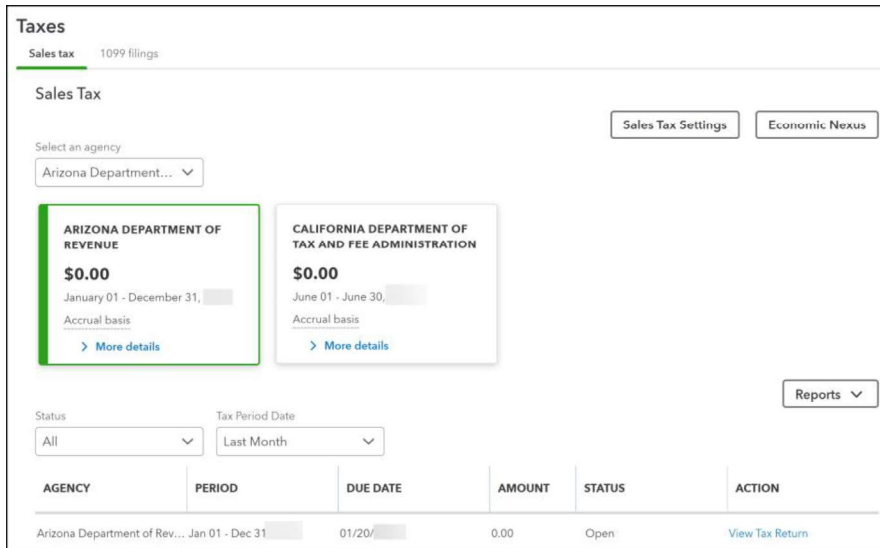 Taxes
Sales tax 1099 filings
Sales Tax
Sales Tax Settings Economic Nexus
Select an agency
Arizona Department...
ARIZONA DEPARTMENT OF
REVENUE
$0.00
January 01 - December 31,
Accrual basis
More details
CALIFORNIA DEPARTMENT OF
TAX AND FEE ADMINISTRATION
$0.00
June 01 - June 30,
Accrual basis
More details
Reports
Status Tax Period Date
All Last Month
AGENCY PERIOD DUE DATE AMOUNT STATUS ACTION
Arizona Department of Rev... Jan 01 - Dec 31 01/20/ 0.00 Open View Tax Return